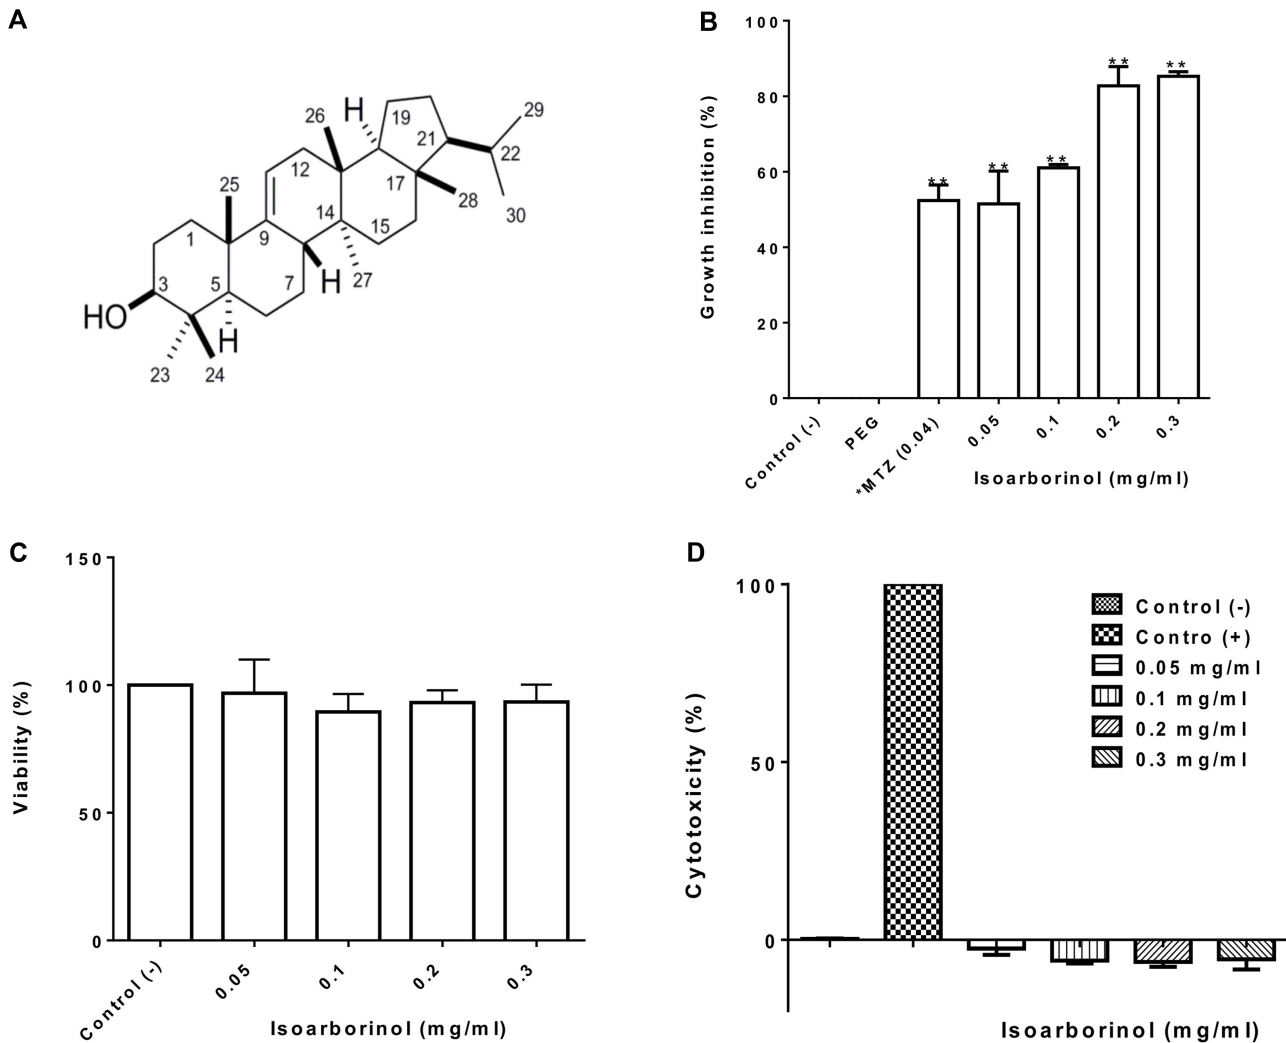 A
26
H
19
29
21
22
12
25
17
28
30
14
15
1
9
3
5
7
H
27
HO
H
23
24
B
100
80
60
40
20
0
Growth inhibition (%)
**
**
**
**
**
Control (-)
PEG
*MTZ (0.04)
0.05
0.1
0.2
0.3
Isoarborinol (mg/ml)
C
150
100
50
0
Viability (%)
Control (-)
0.05
0.1
0.2
0.3
Isoarborinol (mg/ml)
D
100
50
0
Cytotoxicity (%)
Control (-)
Contro (+)
0.05 mg/ml
0.1 mg/ml
0.2 mg/ml
0.3 mg/ml
Isoarborinol (mg/ml)